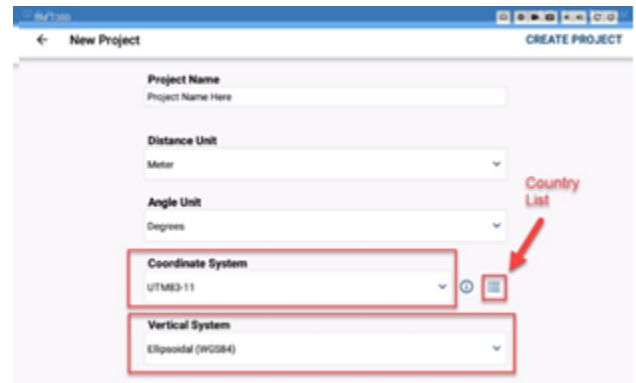 New Project
CREATE PROJECT
Project Name
Project Name Here
Distance Unit
Meter
Angle Unit
Degrees
Country
List
Coordinate System
UTM83-11
Vertical System
Ellipsoidal (WGS84)